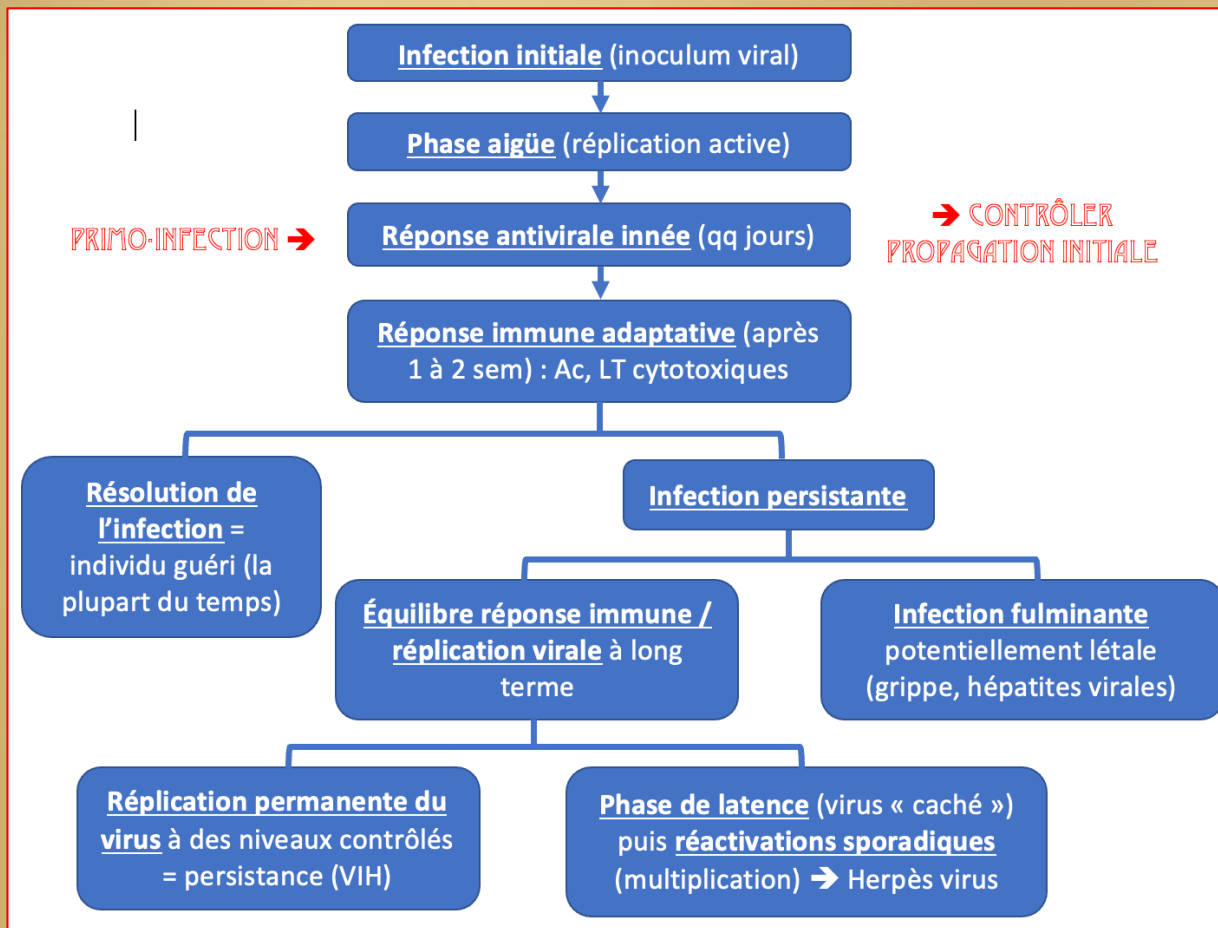 Infection initiale (inoculum viral)
Phase aigüe (réplication active)
PRIMO-INFECTION ➔
Réponse antivirale innée (qq jours)
➔ CONTRÔLER
PROPAGATION INITIALE
Réponse immune adaptative (après
1 à 2 sem) : Ac, LT cytotoxiques
Résolution de
l’infection =
individu guéri (la
plupart du temps)
Infection persistante
Équilibre réponse immune /
réplication virale à long
terme
Infection fulminante
potentiellement létale
(grippe, hépatites virales)
Réplication permanente du
virus à des niveaux contrôlés
= persistance (VIH)
Phase de latence (virus « caché »)
puis réactivations sporadiques
(multiplication) ➔ Herpès virus